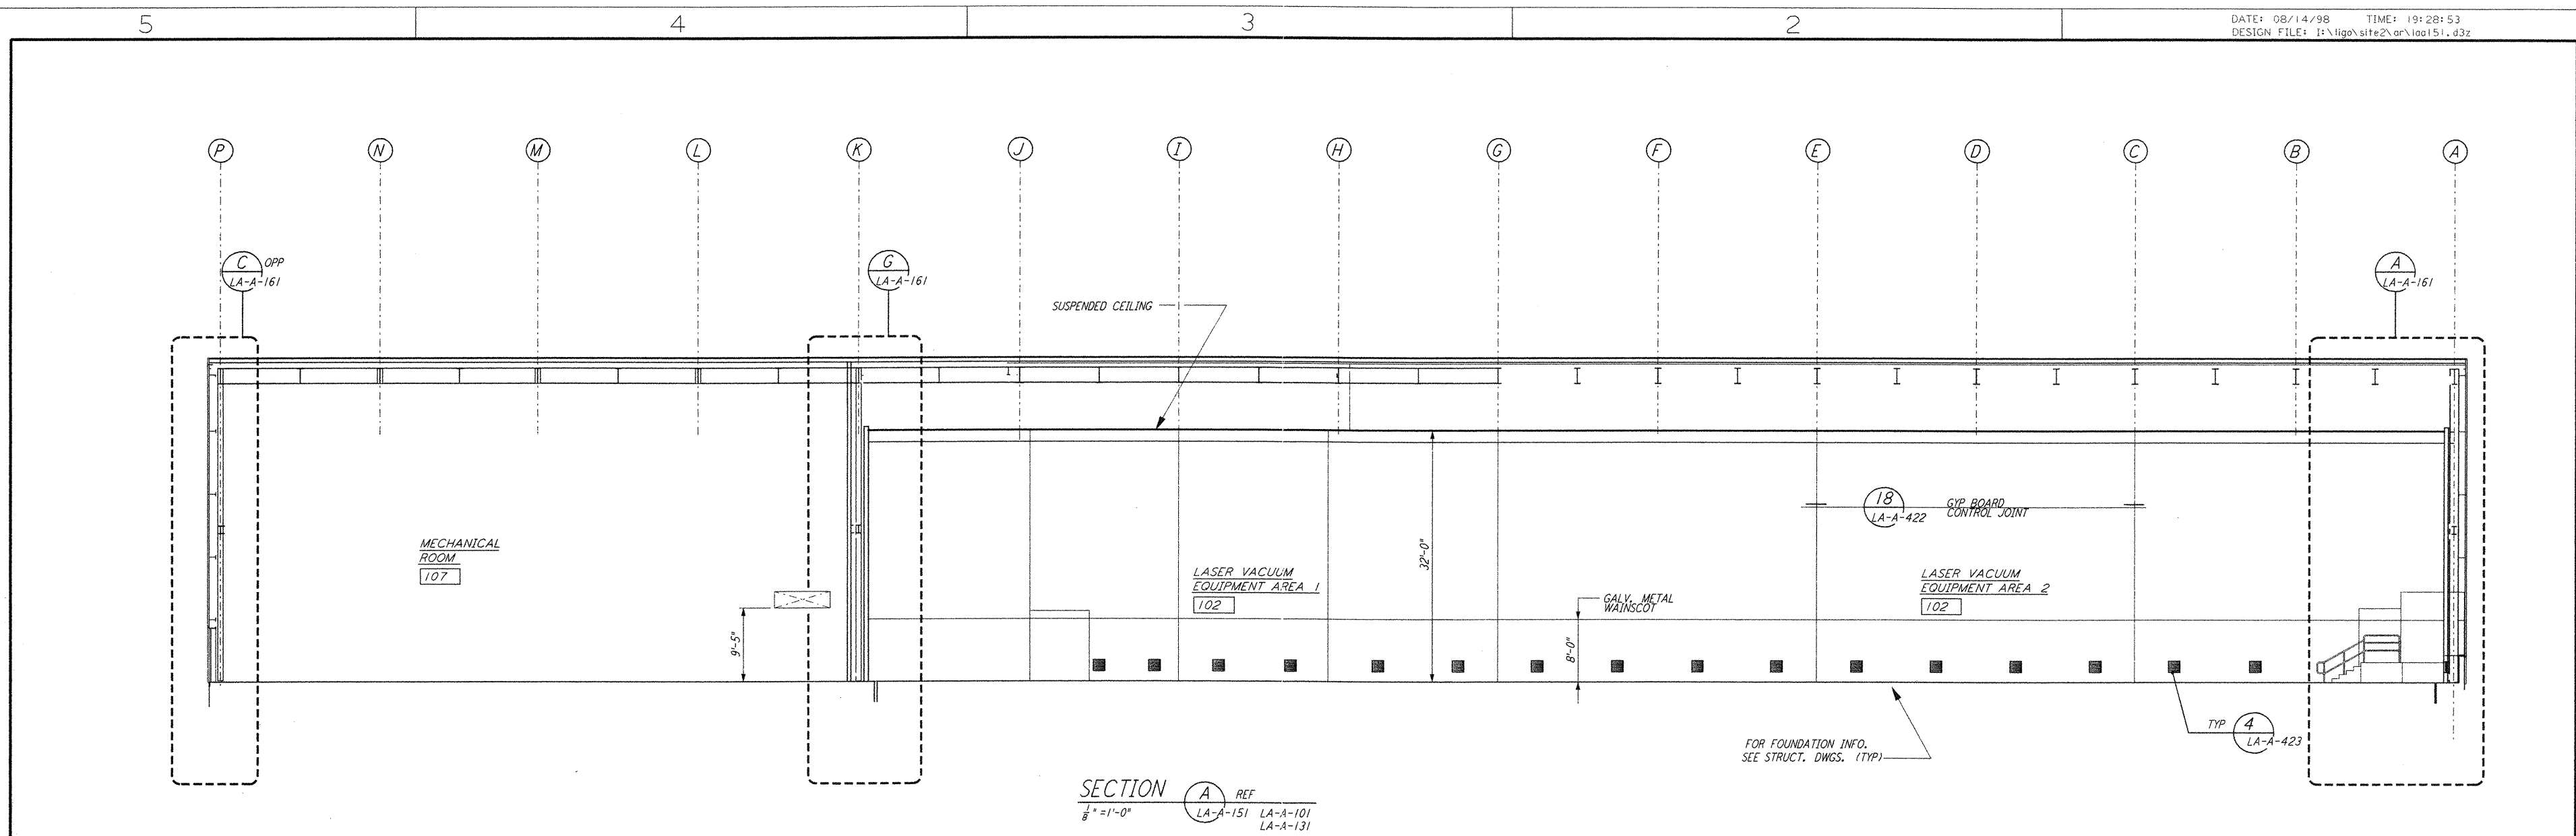 5
4
3
2
DATE: 08/14/98 TIME: 19:28:53
DESIGN FILE: I:\ligo\site2\ar\laa151.d3z
P
N
M
L
K
J
I
H
G
F
E
D
C
B
A
C OPP
LA-A-161
G
LA-A-161
A
LA-A-161
SUSPENDED CEILING
18
LA-A-422
GYP BOARD
CONTROL JOINT
MECHANICAL
ROOM
107
9'-5"
LASER VACUUM
EQUIPMENT AREA 1
102
32'-0"
GALV. METAL
WAINSCOT
8'-0"
LASER VACUUM
EQUIPMENT AREA 2
102
TYP 4
LA-A-423
FOR FOUNDATION INFO.
SEE STRUCT. DWGS. (TYP)
SECTION A REF
1/8" =1'-0" LA-A-151 LA-A-101
LA-A-131